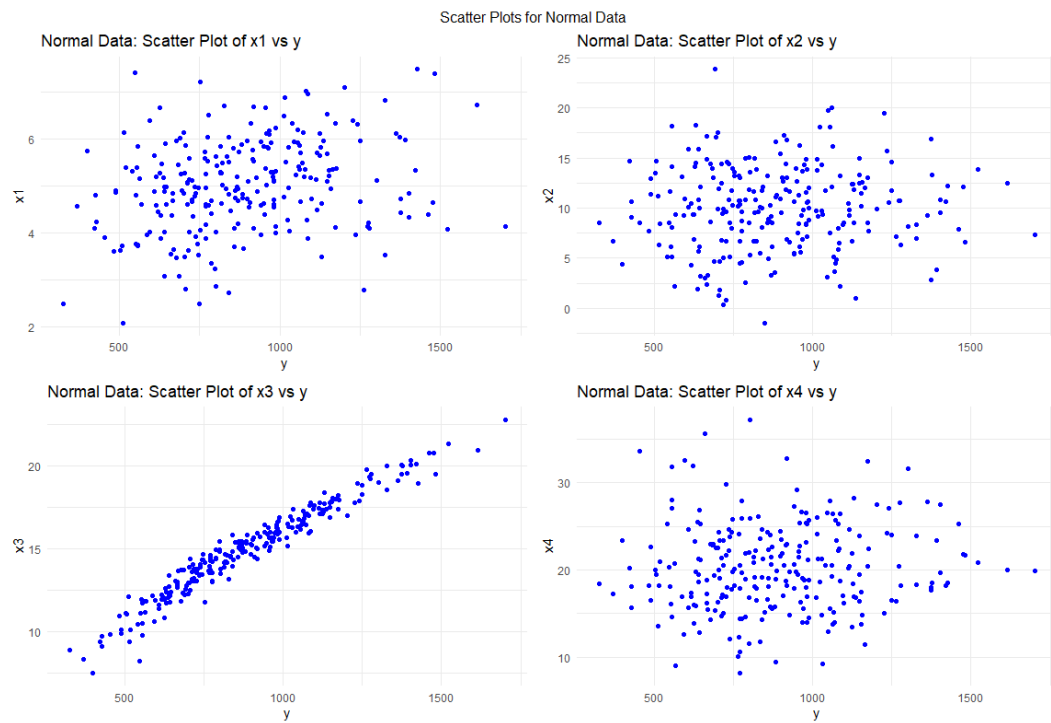 Scatter Plots for Normal Data
Normal Data: Scatter Plot of x1 vs y
x1
6
4
2
500 1000 1500
y
Normal Data: Scatter Plot of x2 vs y
x2
25
20
15
10
5
0
500 1000 1500
y
Normal Data: Scatter Plot of x3 vs y
x3
20
15
10
500 1000 1500
y
Normal Data: Scatter Plot of x4 vs y
x4
30
20
10
500 1000 1500
y